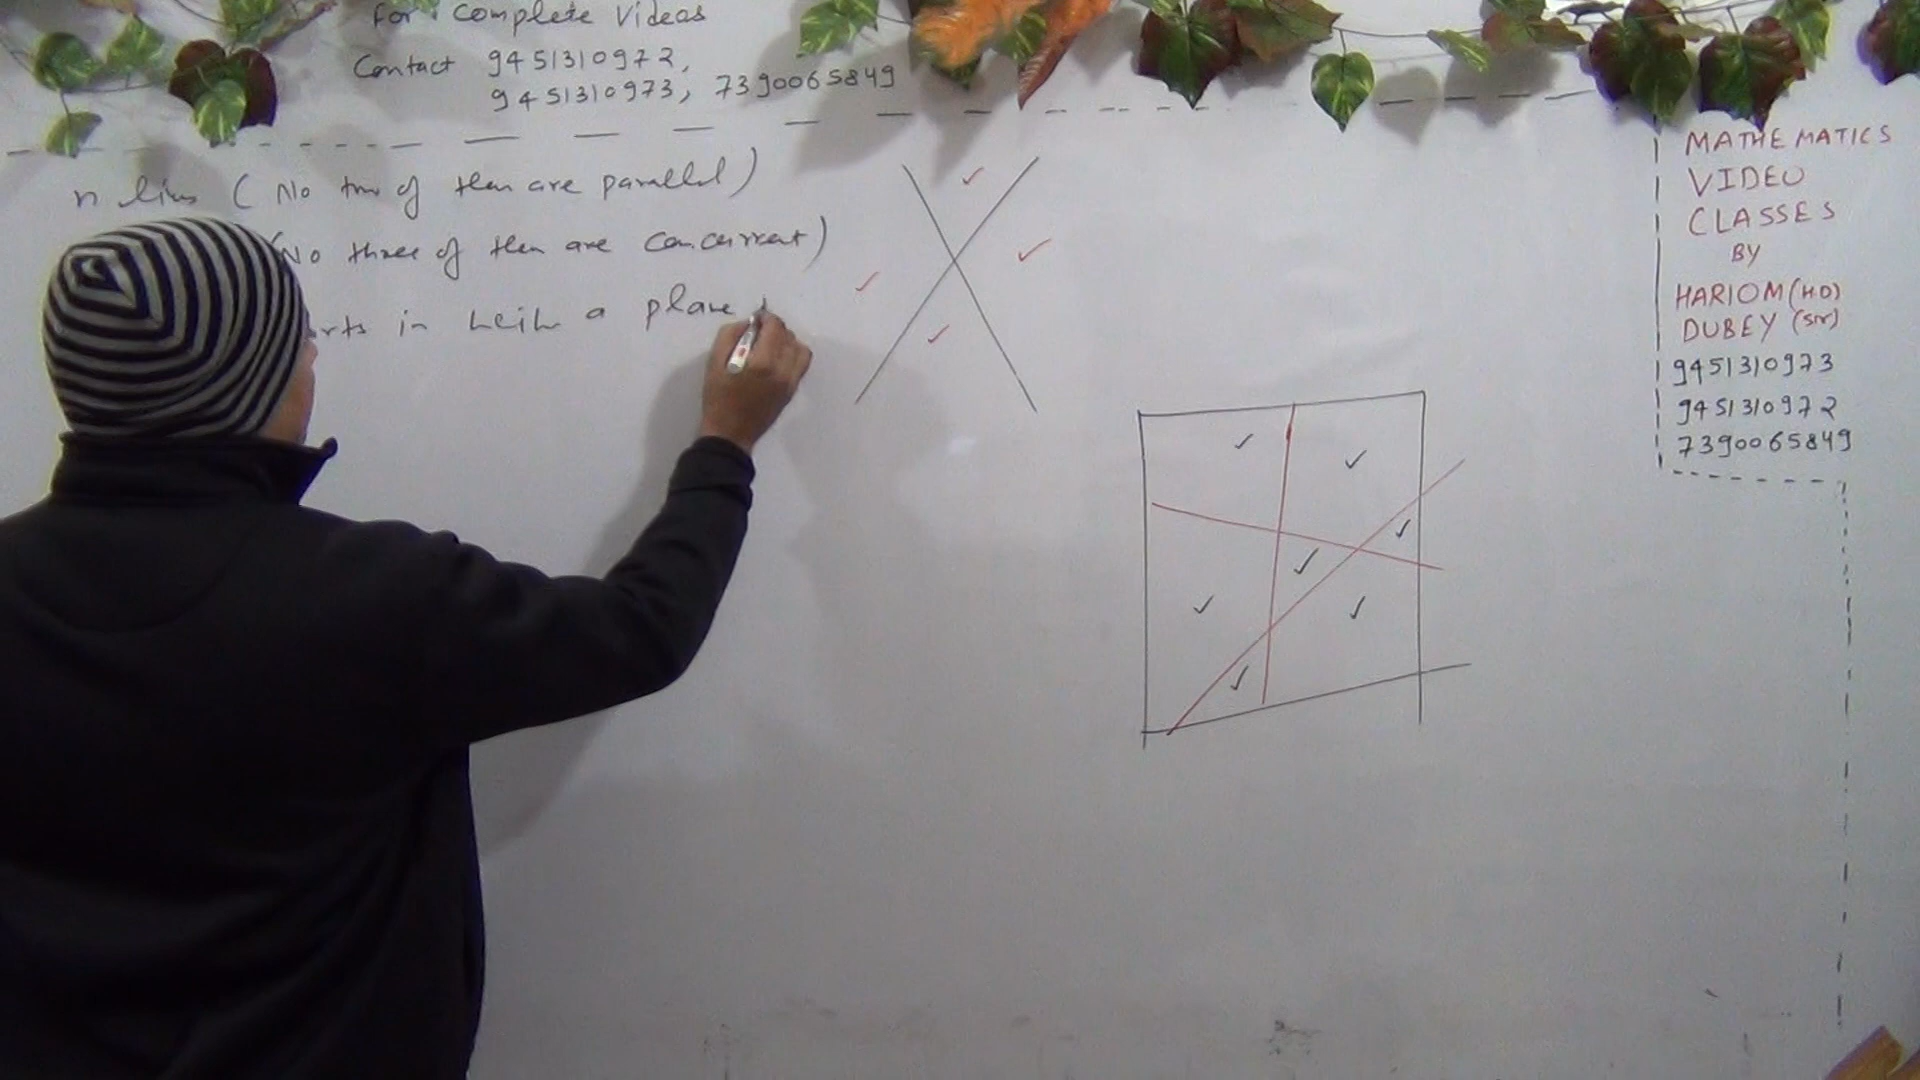 For Complete Videos
Contact 9451310972,
9451310973, 7390065849
n lines (No two of them are parallel)
(No three of them are concurrent)
in which a plane
MATHEMATICS
VIDEO
CLASSES
BY
HARIOM (H.D)
DUBEY (Sir)
9451310973
9451310972
7390065849